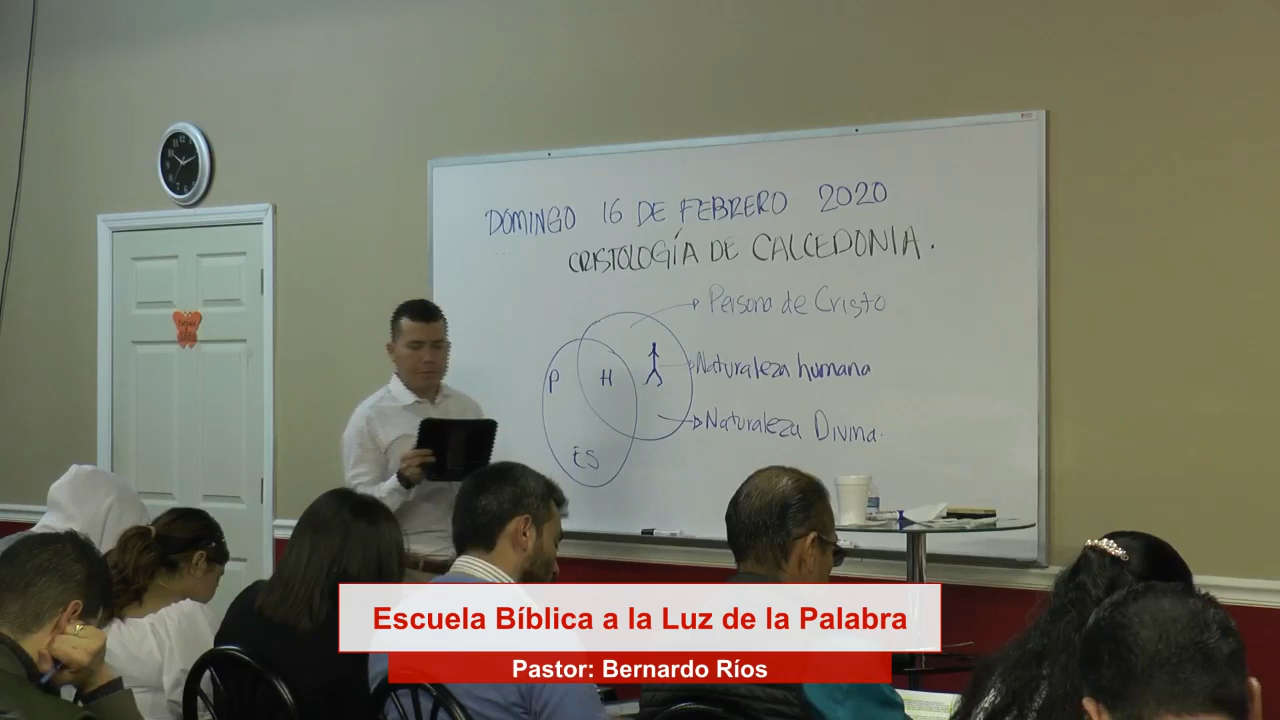 DOMINGO 16 DE FEBRERO 2020
CRISTOLOGÍA DE CALCEDONIA.
Persona de Cristo
P
H
Naturaleza humana
Naturaleza Divina.
ES
Escuela Bíblica a la Luz de la Palabra
Pastor: Bernardo Ríos